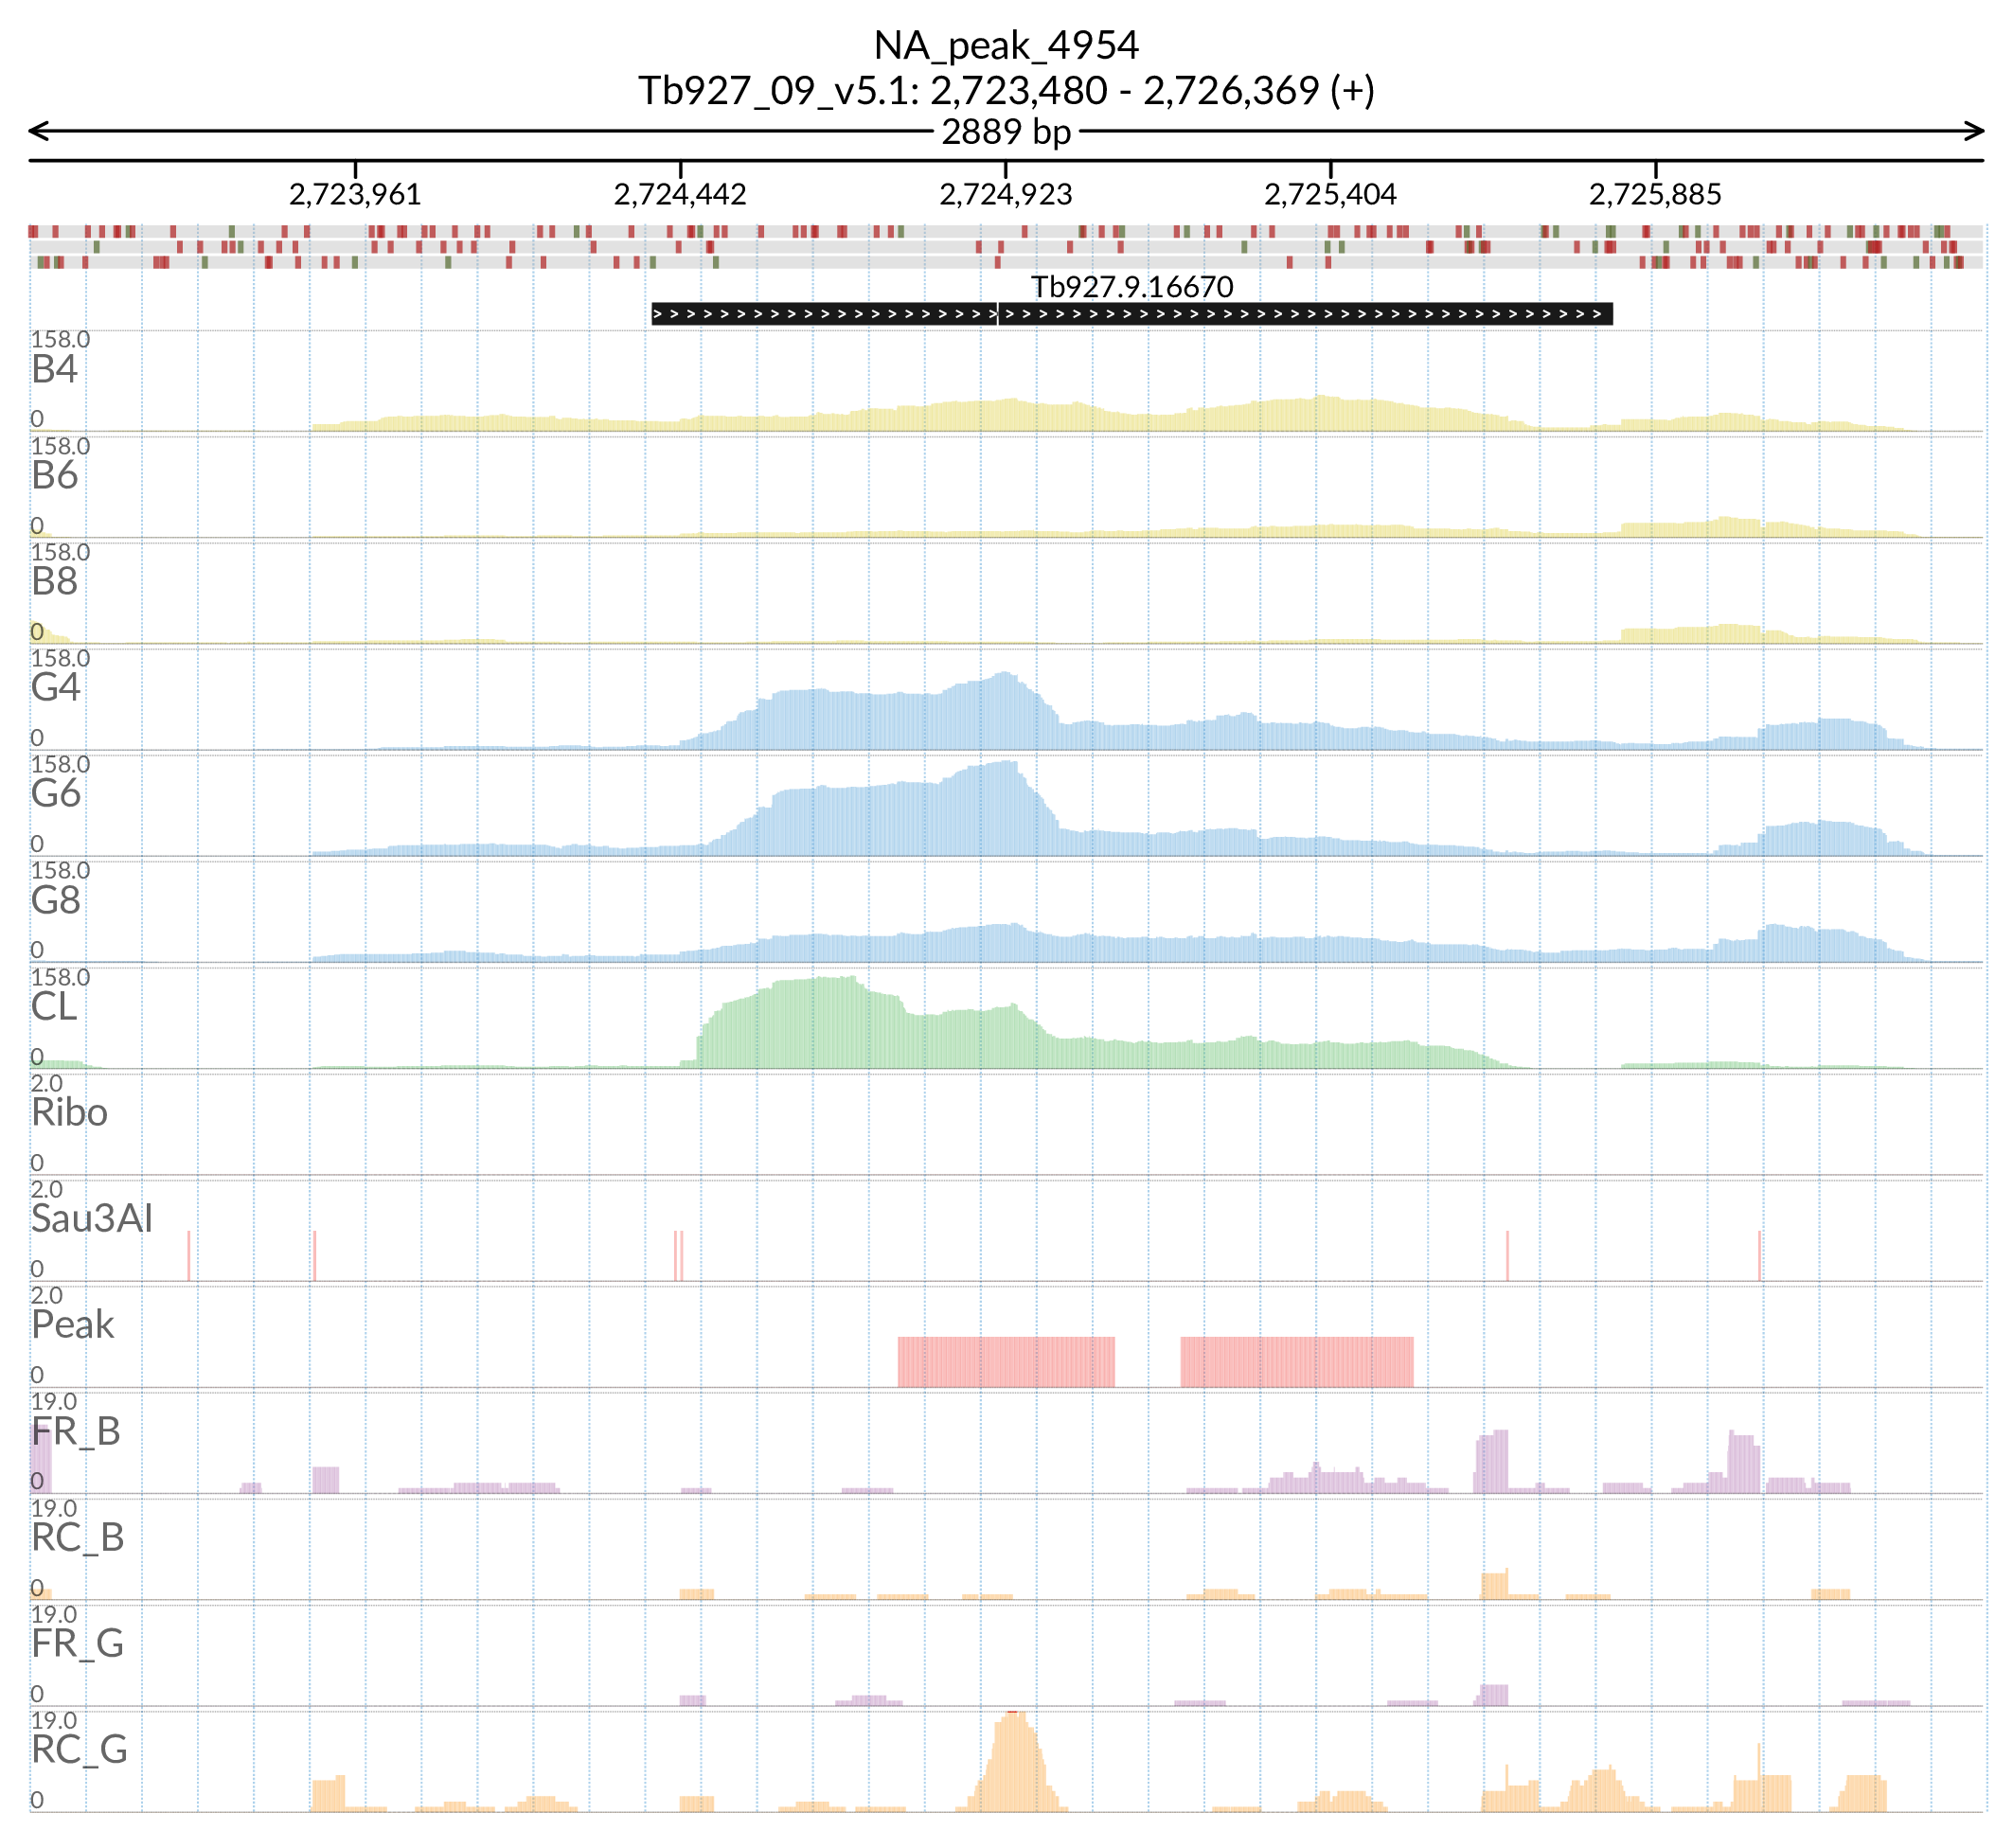 NA_peak_4954
Tb927_09_v5.1: 2,723,480 - 2,726,369 (+)
2889 bp
2,723,961 2,724,442 2,724,923 2,725,404 2,725,885
Tb927.9.16670
158.0
B4
0
158.0
B6
0
158.0
B8
0
158.0
G4
0
158.0
G6
0
158.0
G8
0
158.0
CL
0
2.0
Ribo
0
2.0
Sau3AI
0
2.0
Peak
0
19.0
FR_B
0
19.0
RC_B
0
19.0
FR_G
0
19.0
RC_G
0